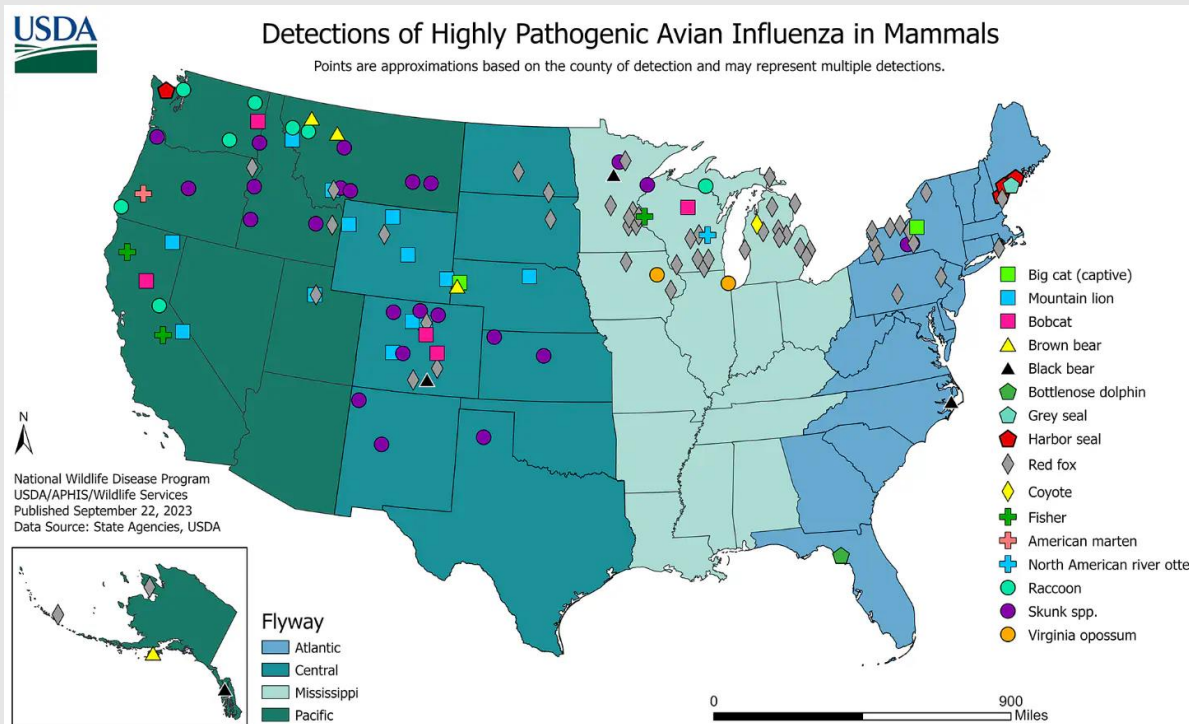 USDA
Detections of Highly Pathogenic Avian Influenza in Mammals
Points are approximations based on the county of detection and may represent multiple detections.
Big cat (captive)
Mountain lion
Bobcat
Brown bear
Black bear
Bottlenose dolphin
Grey seal
Harbor seal
Red fox
Coyote
Fisher
American marten
North American river otte
Raccoon
Skunk spp.
Virginia opossum
N
National Wildlife Disease Program
USDA/APHIS/Wildlife Services
Published September 22, 2023
Data Source: State Agencies, USDA
Flyway
Atlantic
Central
Mississippi
Pacific
0 900
Miles